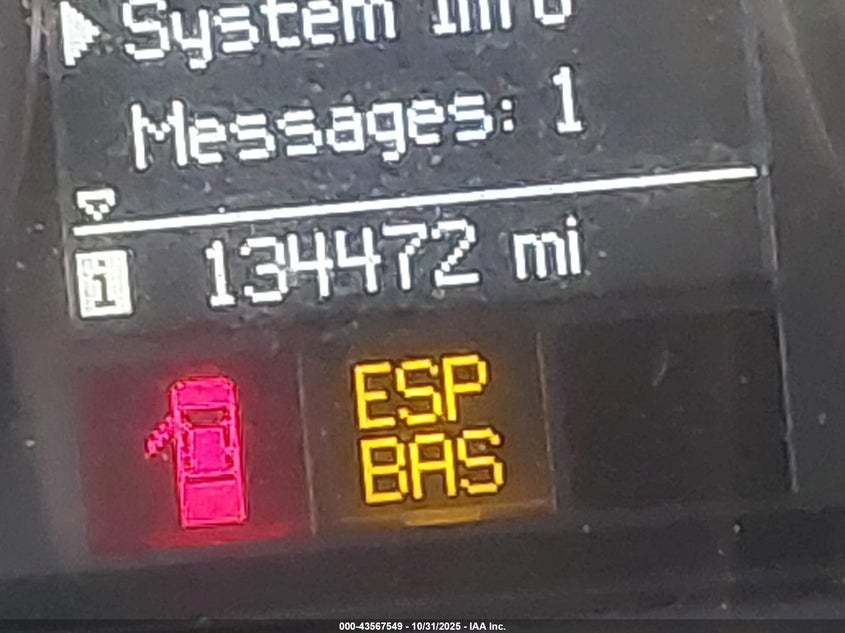 System Info
Messages: 1
i 134472 mi
ESP
BAS
000-43567549 - 10/31/2025 - IAA Inc.